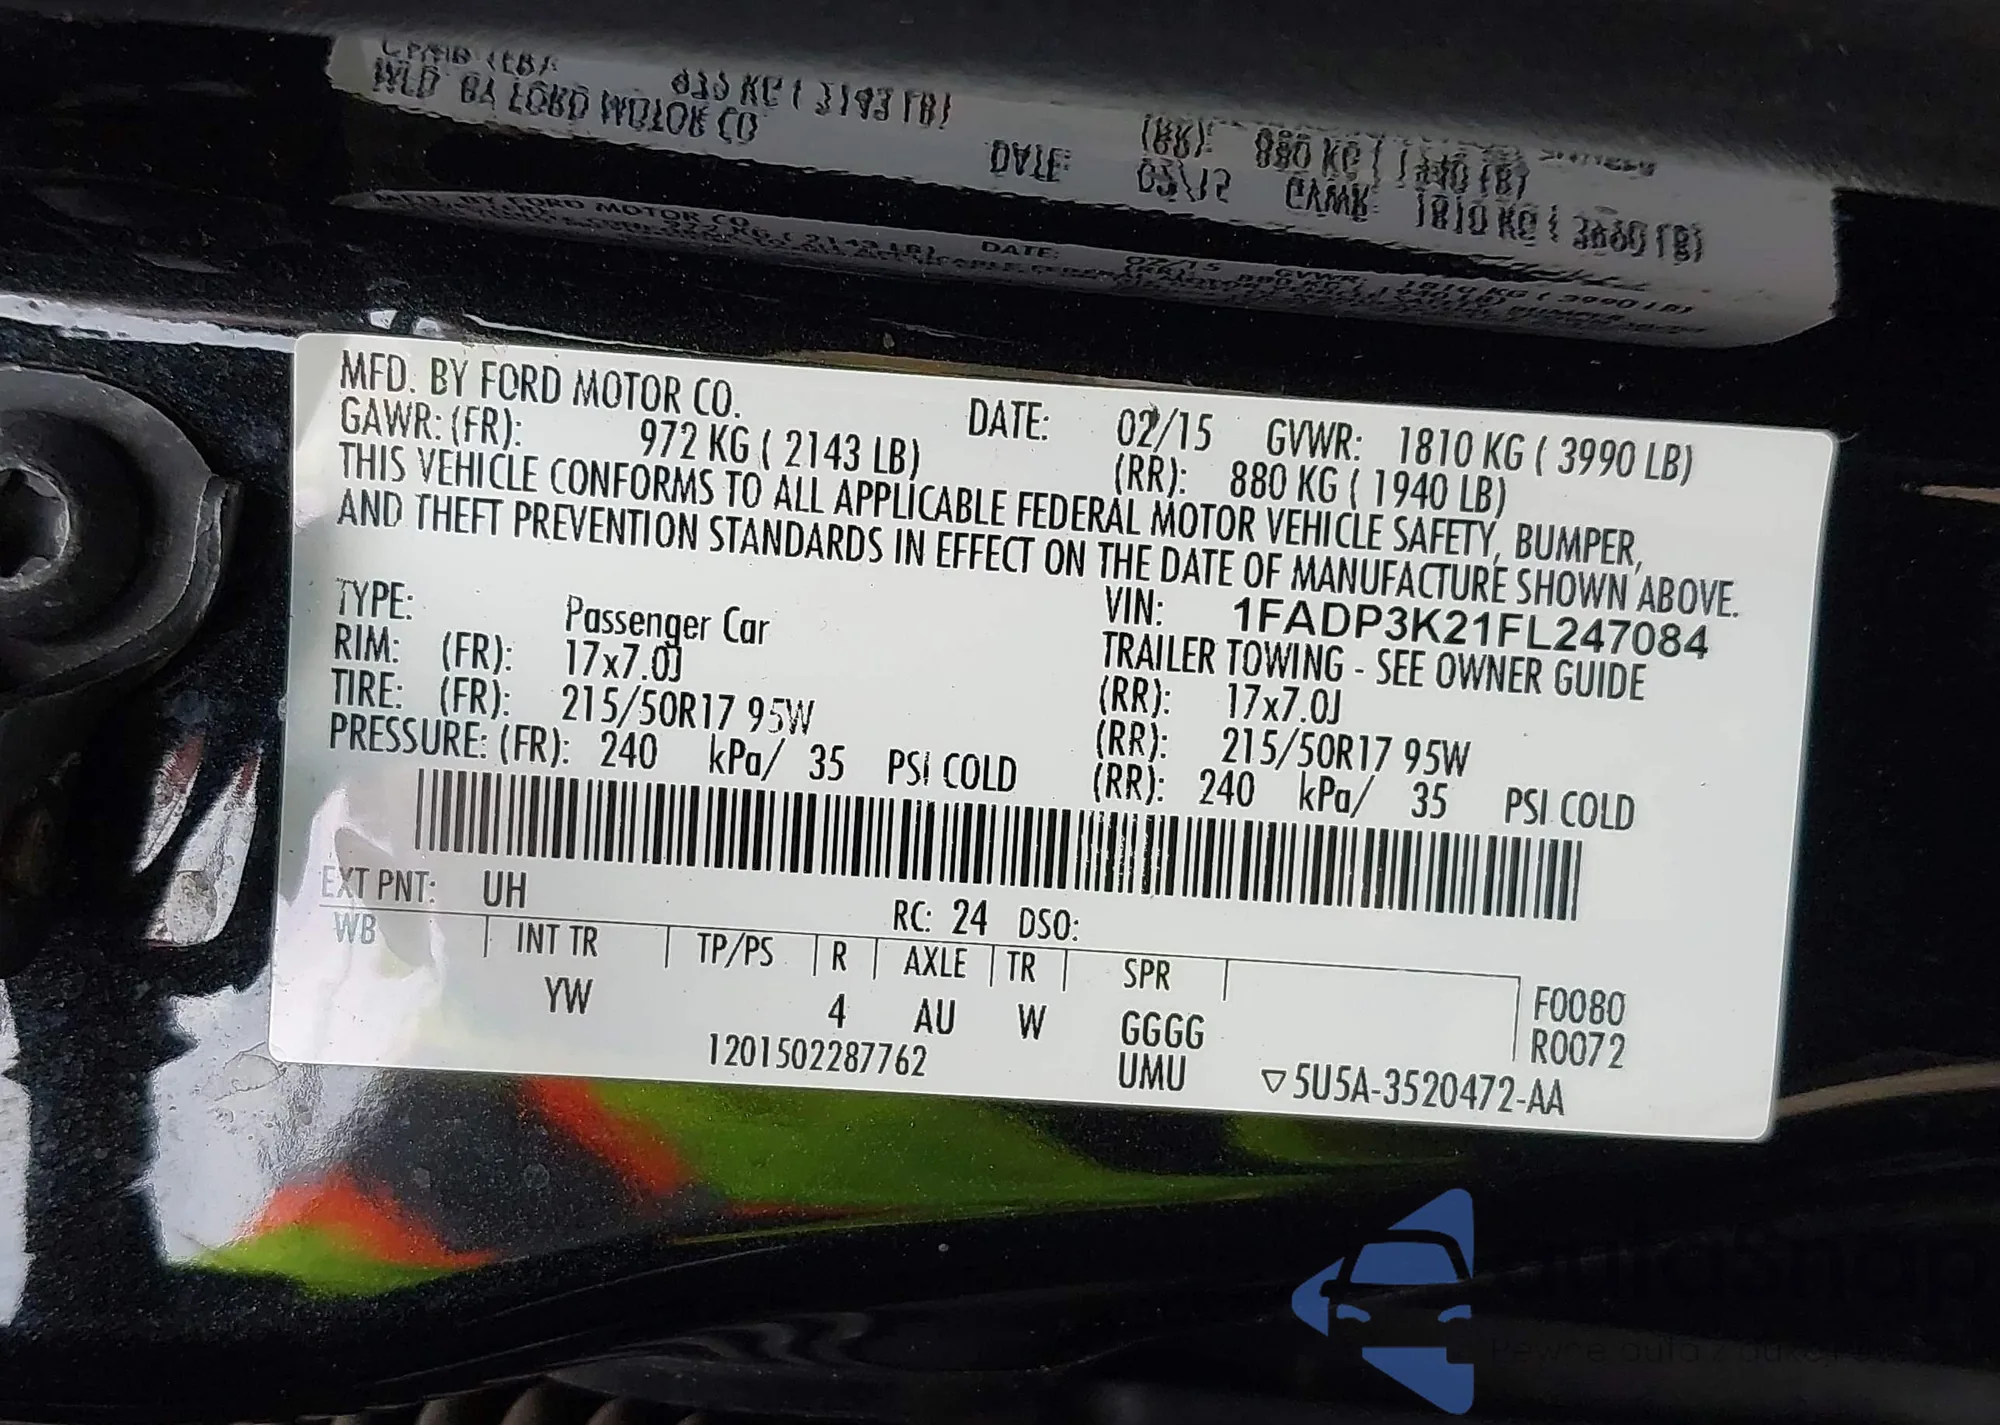 MFD. BY FORD MOTOR CO. DATE: 02/15 GVWR: 1810 KG ( 3990 LB)
GAWR: (FR): 972 KG ( 2143 LB) (RR): 880 KG ( 1940 LB)
THIS VEHICLE CONFORMS TO ALL APPLICABLE FEDERAL MOTOR VEHICLE SAFETY, BUMPER,
AND THEFT PREVENTION STANDARDS IN EFFECT ON THE DATE OF MANUFACTURE SHOWN ABOVE.
VIN: 1FADP3K21FL247084
TYPE: Passenger Car TRAILER TOWING - SEE OWNER GUIDE
RIM: (FR): 17x7.0J (RR): 17x7.0J
TIRE: (FR): 215/50R17 95W (RR): 215/50R17 95W
PRESSURE: (FR): 240 kPa/ 35 PSI COLD (RR): 240 kPa/ 35 PSI COLD
EXT PNT: UH RC: 24 DSO:
WB INT TR TP/PS R AXLE TR SPR F0080
YW 4 AU W GGGG R0072
1201502287762 UMU ▽5U5A-3520472-AA